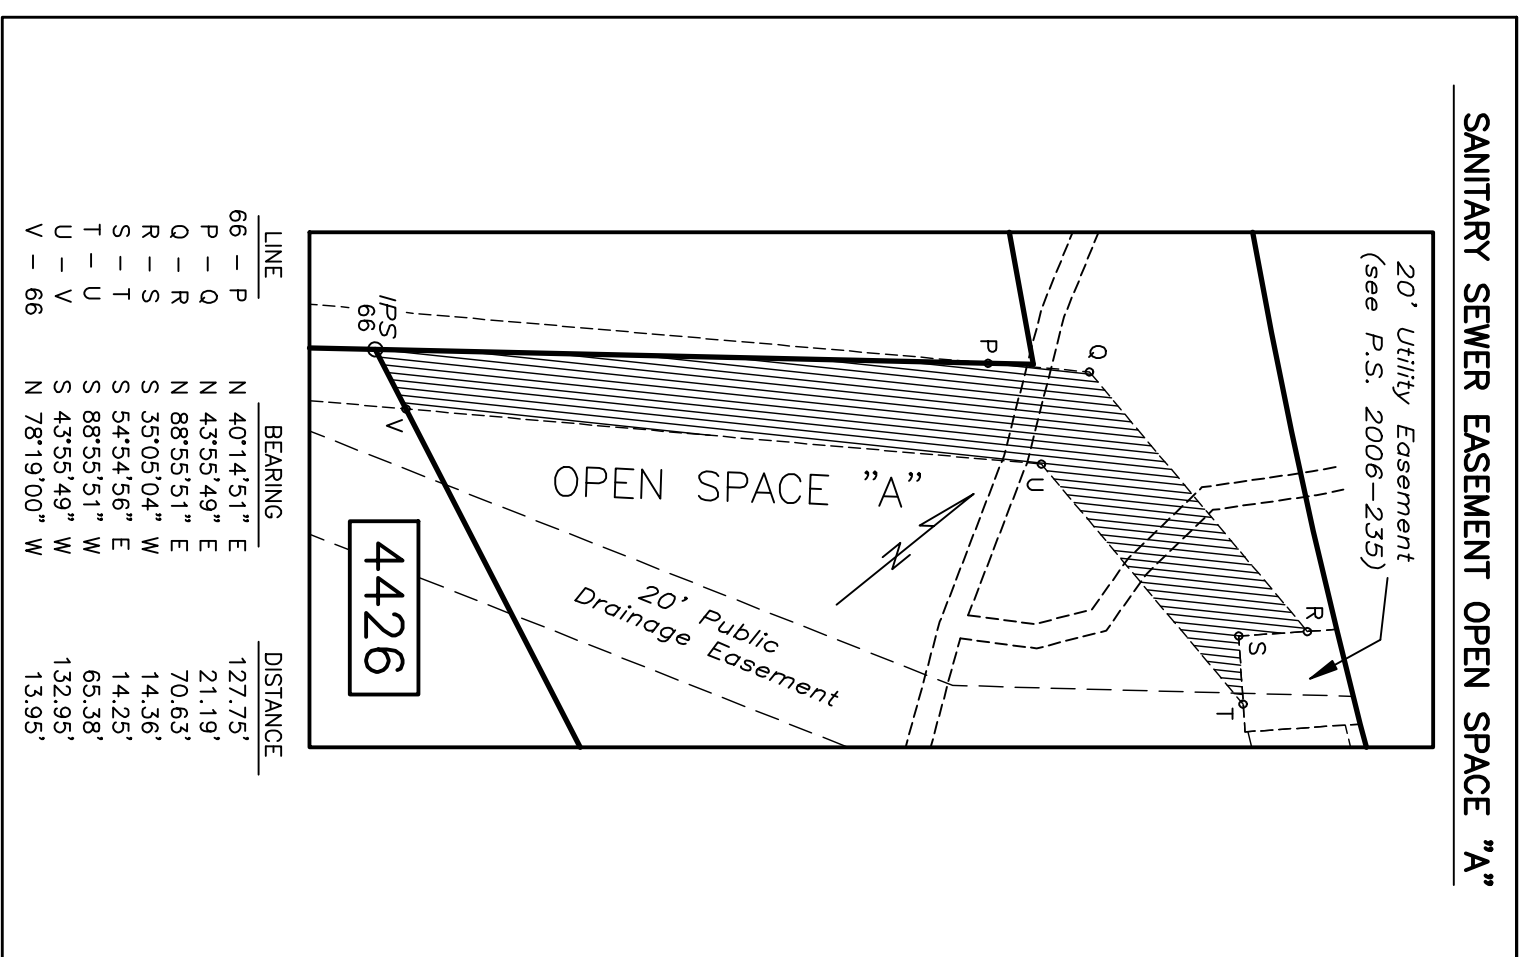 SANITARY SEWER EASEMENT OPEN SPACE "A"
20' Utility Easement
(see P.S. 2006-235)
R
S
T
Q
P
U
OPEN SPACE "A"
N
20' Public
Drainage Easement
IPS
66
V
4426
LINE BEARING DISTANCE
66 - P N 40°14'51" E 127.75'
P - Q N 43°55'49" E 21.19'
Q - R N 88°55'51" E 70.63'
R - S S 35°05'04" W 14.36'
S - T S 54°54'56" E 14.25'
T - U S 88°55'51" W 65.38'
U - V S 43°55'49" W 132.95'
V - 66 N 78°19'00" W 13.95'